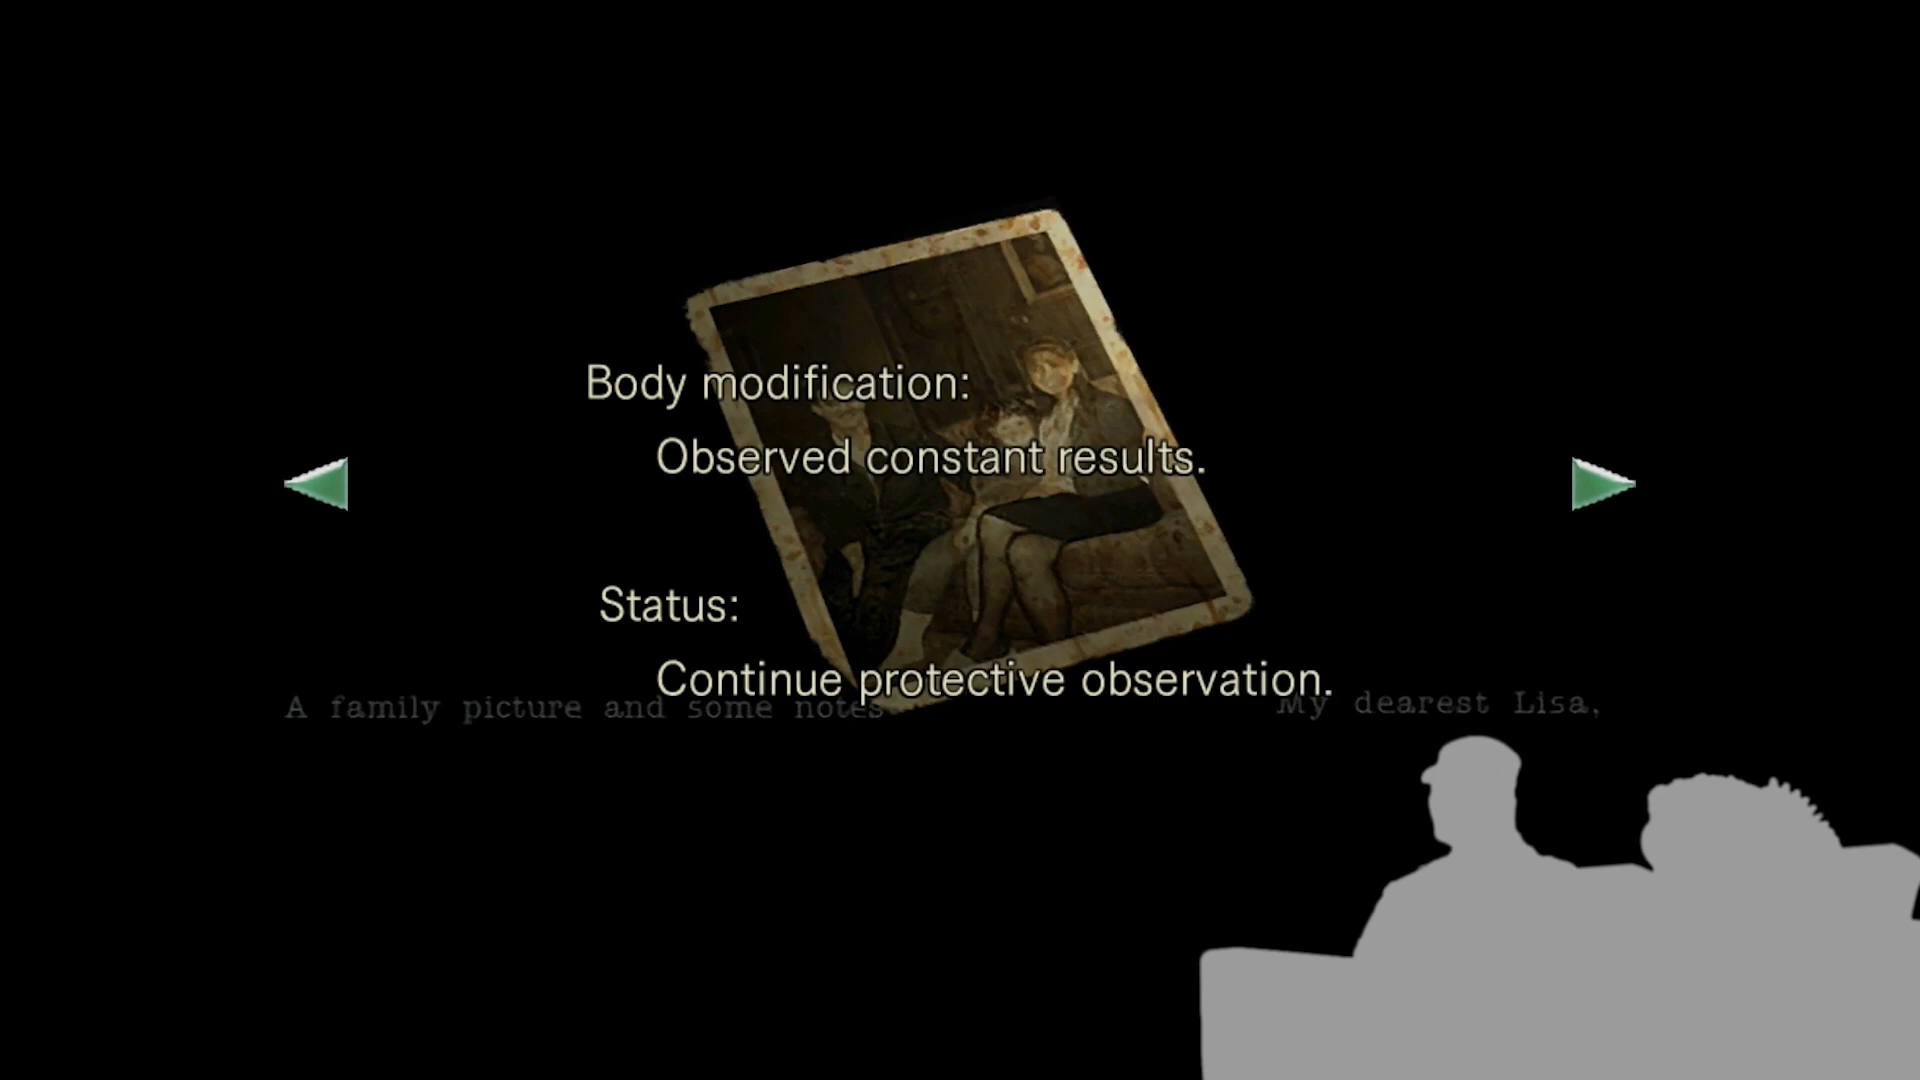 Body modification:
Observed constant results.
Status:
Continue protective observation.
A family picture and some notes
My dearest Lisa,